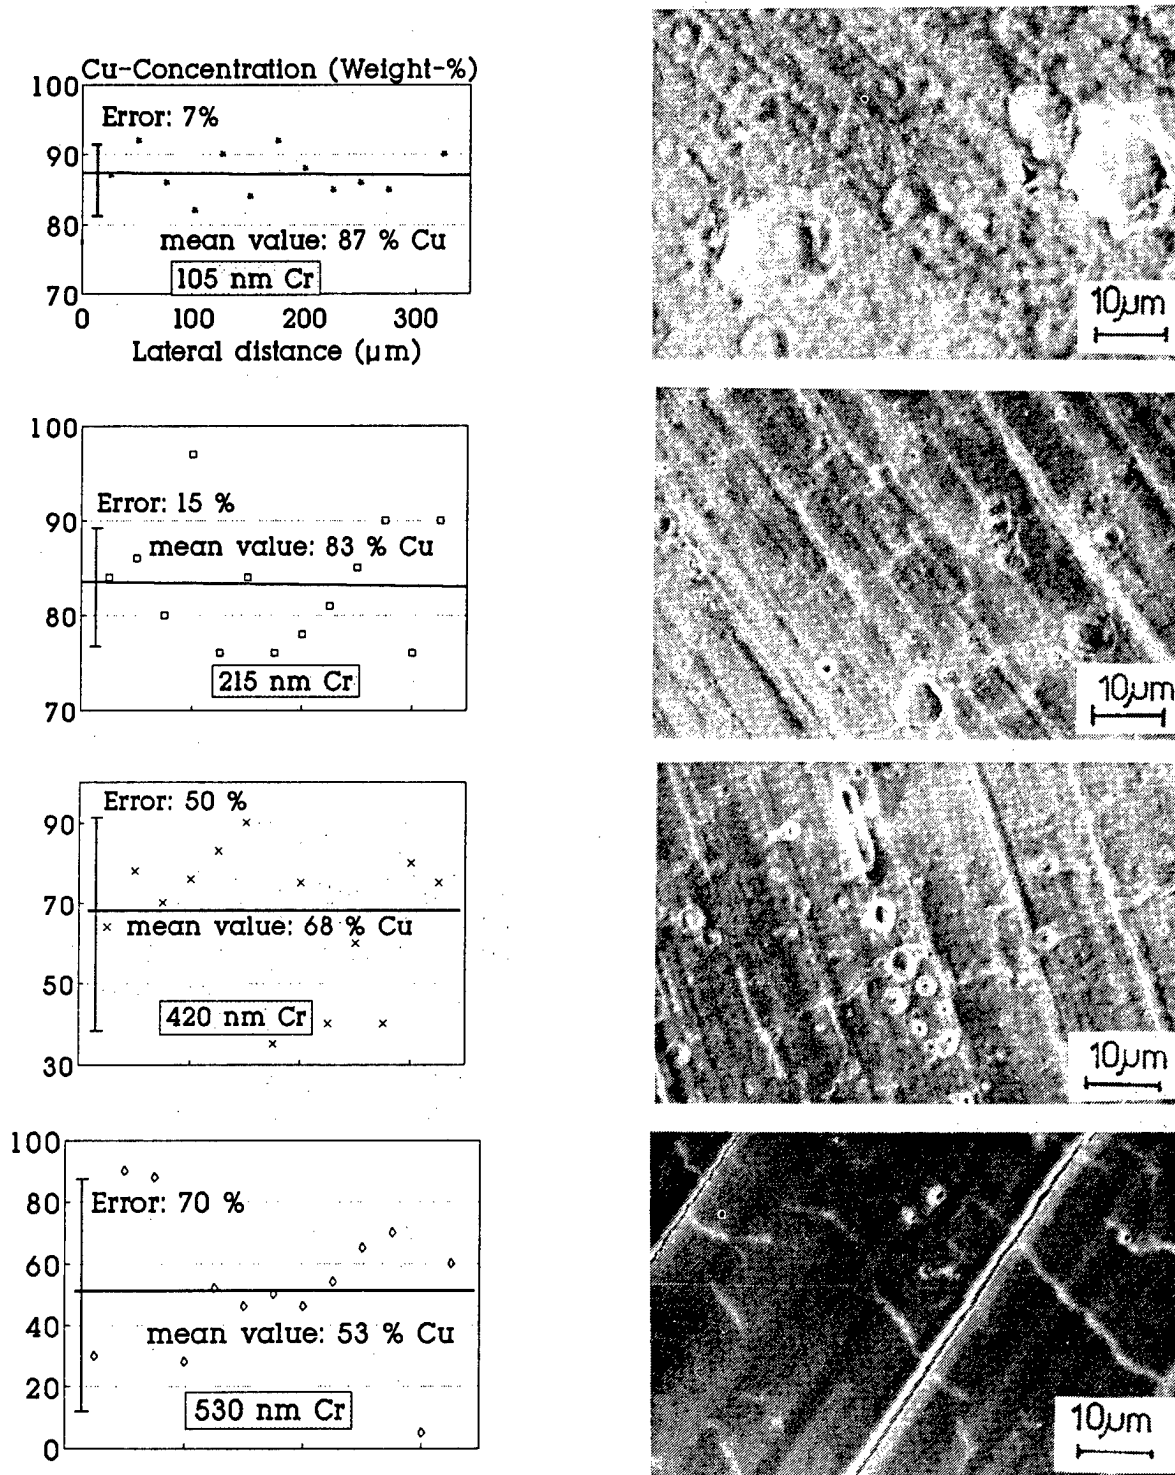 Cu-Concentration (Weight-%)
100
Error: 7%
90
80
mean value: 87 % Cu
105 nm Cr
70
0 100 200 300
Lateral distance (µm)
10µm
100
Error: 15 %
90
mean value: 83 % Cu
80
215 nm Cr
70
10µm
Error: 50 %
90
70
mean value: 68 % Cu
50
420 nm Cr
30
10µm
100
80
Error: 70 %
60
40
mean value: 53 % Cu
20
530 nm Cr
0
10µm